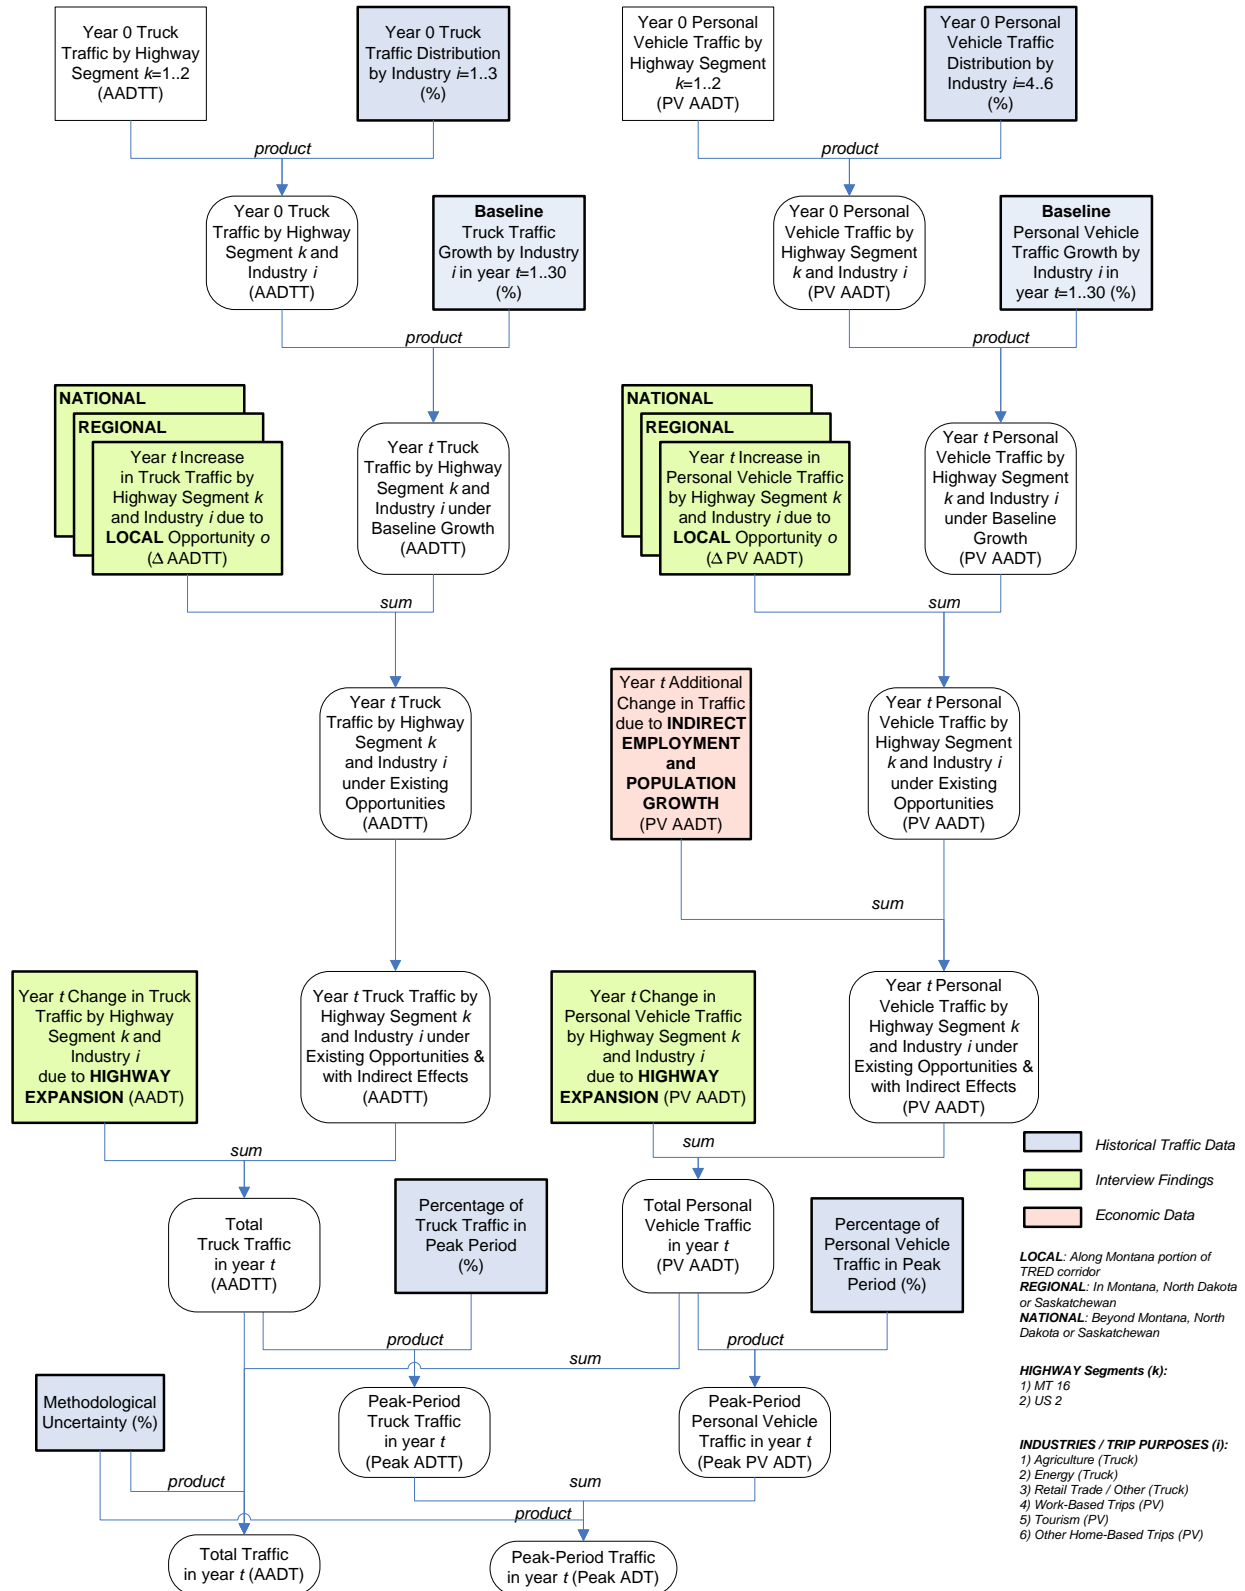 Year 0 Truck
Traffic by Highway
Segment k=1..2
(AADTT)
Year 0 Truck
Traffic Distribution
by Industry i=1..3
(%)
Year 0 Personal
Vehicle Traffic by
Highway Segment
k=1..2
(PV AADT)
Year 0 Personal
Vehicle Traffic
Distribution by
Industry i=4..6
(%)
product
product
Year 0 Truck
Traffic by Highway
Segment k and
Industry i
(AADTT)
Baseline
Truck Traffic
Growth by Industry
i in year t=1..30
(%)
Year 0 Personal
Vehicle Traffic by
Highway Segment
k and Industry i
(PV AADT)
Baseline
Personal Vehicle
Traffic Growth by
Industry i in
year t=1..30 (%)
product
product
NATIONAL
REGIONAL
Year t Increase
in Truck Traffic by
Highway Segment k
and Industry i due to
LOCAL Opportunity o
(Δ AADTT)
Year t Truck
Traffic by Highway
Segment k and
Industry i under
Baseline Growth
(AADTT)
NATIONAL
REGIONAL
Year t Increase in
Personal Vehicle Traffic
by Highway Segment k
and Industry i due to
LOCAL Opportunity o
(Δ PV AADT)
Year t Personal
Vehicle Traffic by
Highway Segment
k and Industry i
under Baseline
Growth
(PV AADT)
sum
sum
Year t Truck
Traffic by Highway
Segment k
and Industry i
under Existing
Opportunities
(AADTT)
Year t Additional
Change in Traffic
due to INDIRECT
EMPLOYMENT
and
POPULATION
GROWTH
(PV AADT)
Year t Personal
Vehicle Traffic by
Highway Segment
k and Industry i
under Existing
Opportunities
(PV AADT)
sum
Year t Change in Truck
Traffic by Highway
Segment k and
Industry i
due to HIGHWAY
EXPANSION (AADT)
Year t Truck Traffic by
Highway Segment k
and Industry i under
Existing Opportunities &
with Indirect Effects
(AADTT)
Year t Change in
Personal Vehicle Traffic
by Highway Segment k
and Industry i
due to HIGHWAY
EXPANSION (PV AADT)
Year t Personal
Vehicle Traffic by
Highway Segment k
and Industry i under
Existing Opportunities &
with Indirect Effects
(PV AADT)
sum
sum
Total
Truck Traffic
in year t
(AADTT)
Percentage of
Truck Traffic in
Peak Period
(%)
Total Personal
Vehicle Traffic
in year t
(PV AADT)
Percentage of
Personal Vehicle
Traffic in Peak
Period (%)
Historical Traffic Data
Interview Findings
Economic Data
LOCAL: Along Montana portion of
TRED corridor
REGIONAL: In Montana, North Dakota
or Saskatchewan
NATIONAL: Beyond Montana, North
Dakota or Saskatchewan
product
sum
product
Methodological
Uncertainty (%)
Peak-Period
Truck Traffic
in year t
(Peak ADTT)
Peak-Period
Personal Vehicle
Traffic in year t
(Peak PV ADT)
HIGHWAY Segments (k):
1) MT 16
2) US 2
INDUSTRIES / TRIP PURPOSES (i):
1) Agriculture (Truck)
2) Energy (Truck)
3) Retail Trade / Other (Truck)
4) Work-Based Trips (PV)
5) Tourism (PV)
6) Other Home-Based Trips (PV)
product
sum
product
Total Traffic
in year t (AADT)
Peak-Period Traffic
in year t (Peak ADT)